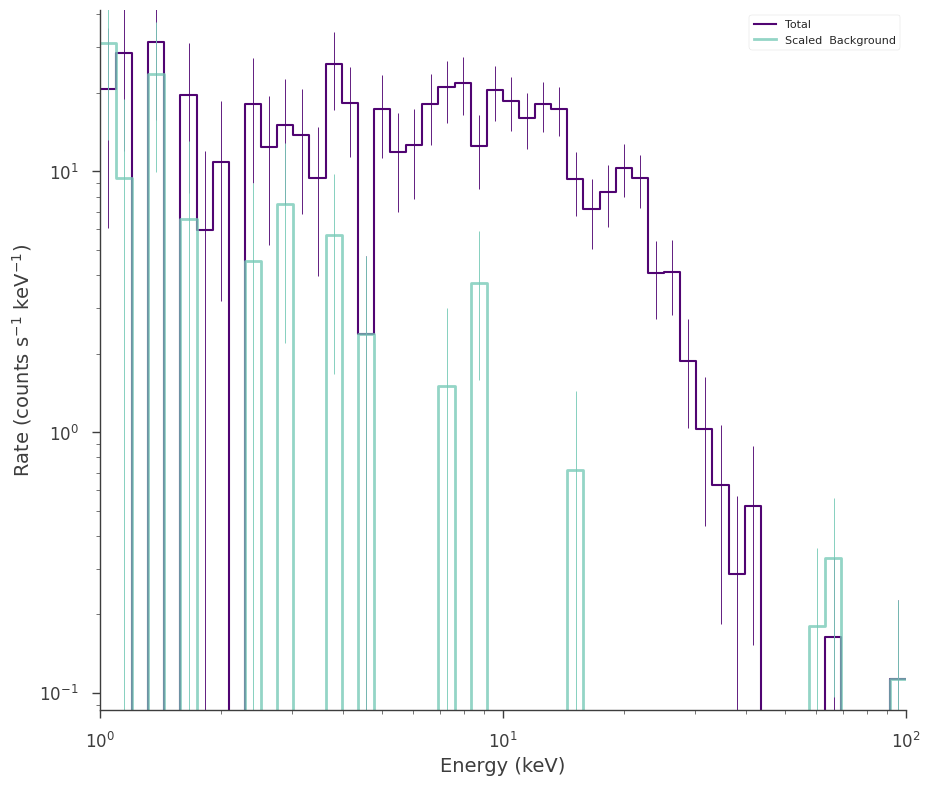 Total
Scaled  Background
Rate (counts s⁻¹ keV⁻¹)
10¹
10⁰
10⁻¹
10⁰
10¹
10²
Energy (keV)